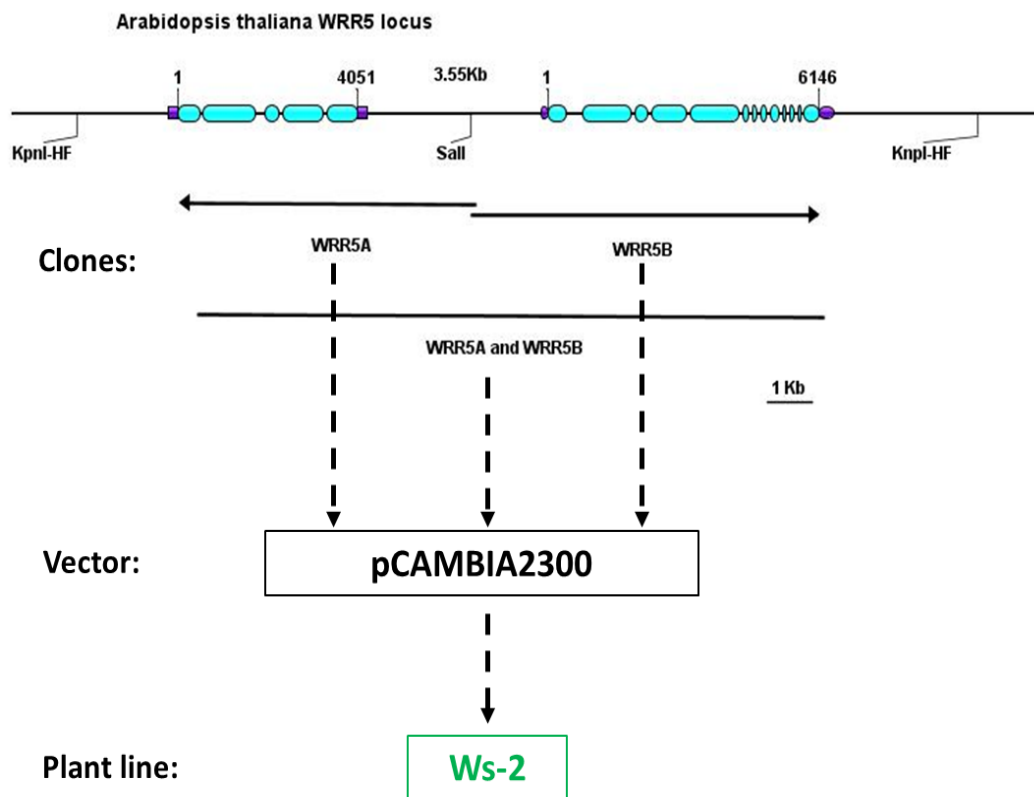 Arabidopsis thaliana WRR5 locus
1 4051 3.55Kb 1 6146
KpnI-HF SalI KnpI-HF
WRR5A WRR5B
Clones:
WRR5A and WRR5B
1 Kb
Vector: pCAMBIA2300
Plant line: Ws-2